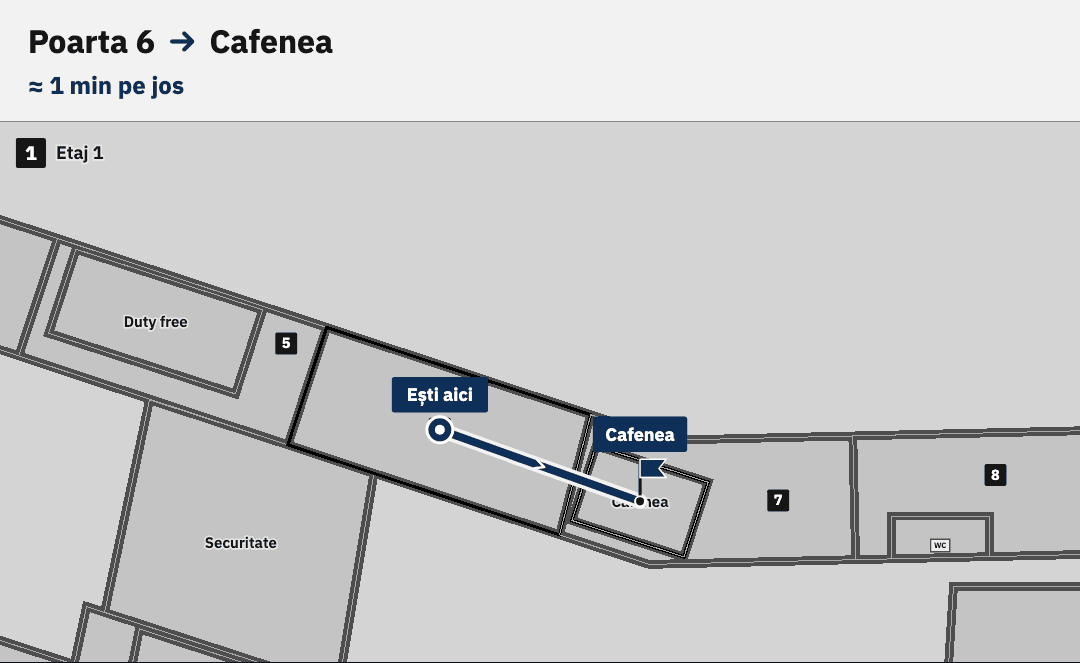 Poarta 6 → Cafenea
≈ 1 min pe jos
1 Etaj 1
Duty free
5
Ești aici
Cafenea
8
7
WC
Securitate